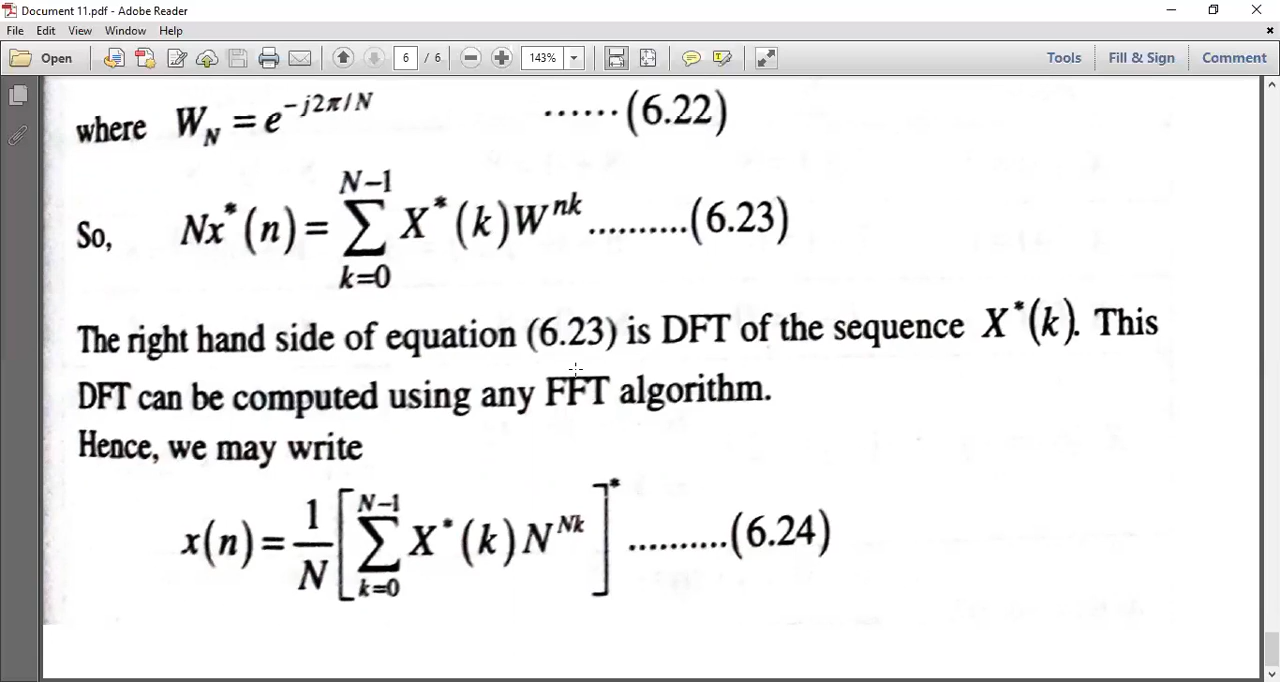 Document 11.pdf - Adobe Reader
File Edit View Window Help
Open 6 / 6 143% Tools Fill & Sign Comment
where W_N = e^{-j2π/N} ......(6.22)
So, Nx*(n) = \sum_{k=0}^{N-1} X*(k)W^{nk} ..........(6.23)
The right hand side of equation (6.23) is DFT of the sequence X*(k). This
DFT can be computed using any FFT algorithm.
Hence, we may write
x(n) = \frac{1}{N} [ \sum_{k=0}^{N-1} X*(k) N^{Nk} ]^* ..........(6.24)